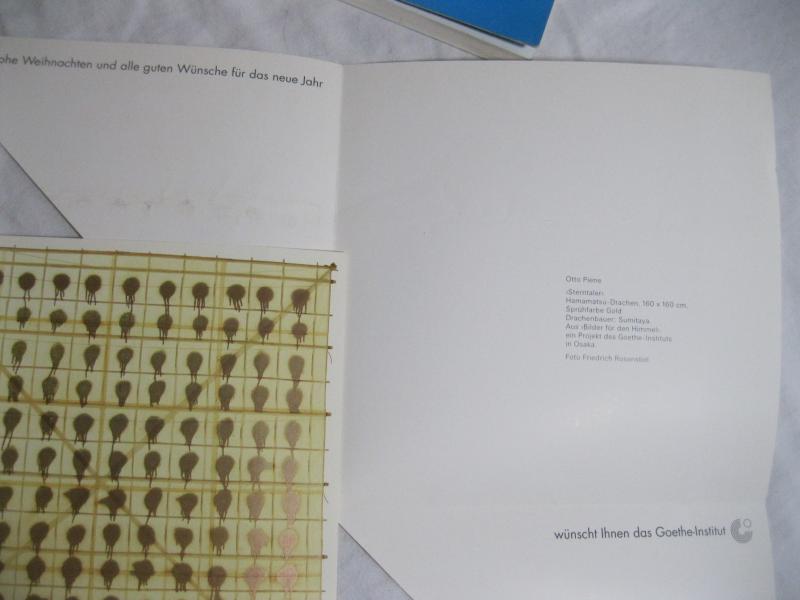 ohe Weihnachten und alle guten Wünsche für das neue Jahr
Otto Piene
‹Sterntaler›
Hamamatsu-Drachen, 160 x 160 cm,
Sprühfarbe Gold
Drachenbauer: Sumitaya.
Aus ›Bilder für den Himmel‹
ein Projekt des Goethe-Instituts
in Osaka.
Foto Friedrich Rosenstiel
wünscht Ihnen das Goethe-Institut